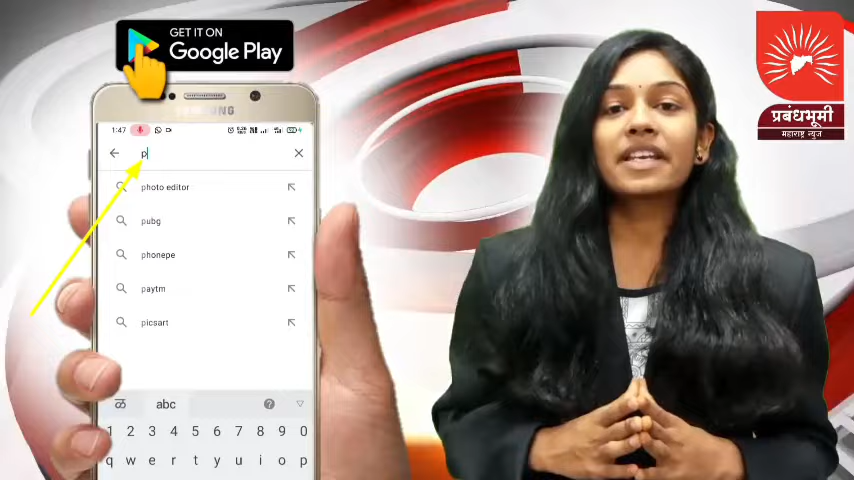 GET IT ON
Google Play
SAMSUNG
1:47
p
photo editor
pubg
phonepe
paytm
picsart
ळ abc
1 2 3 4 5 6 7 8 9 0
q w e r t y u i o p
प्रबंधभूमी
महाराष्ट्र न्युज